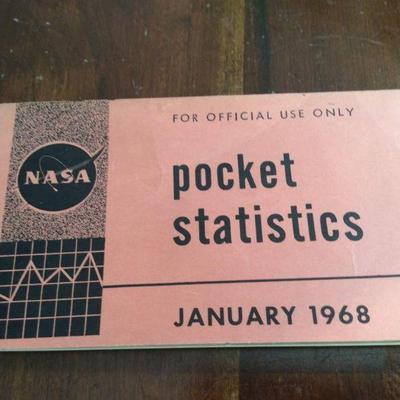 FOR OFFICIAL USE ONLY
NASA
pocket
statistics
JANUARY 1968